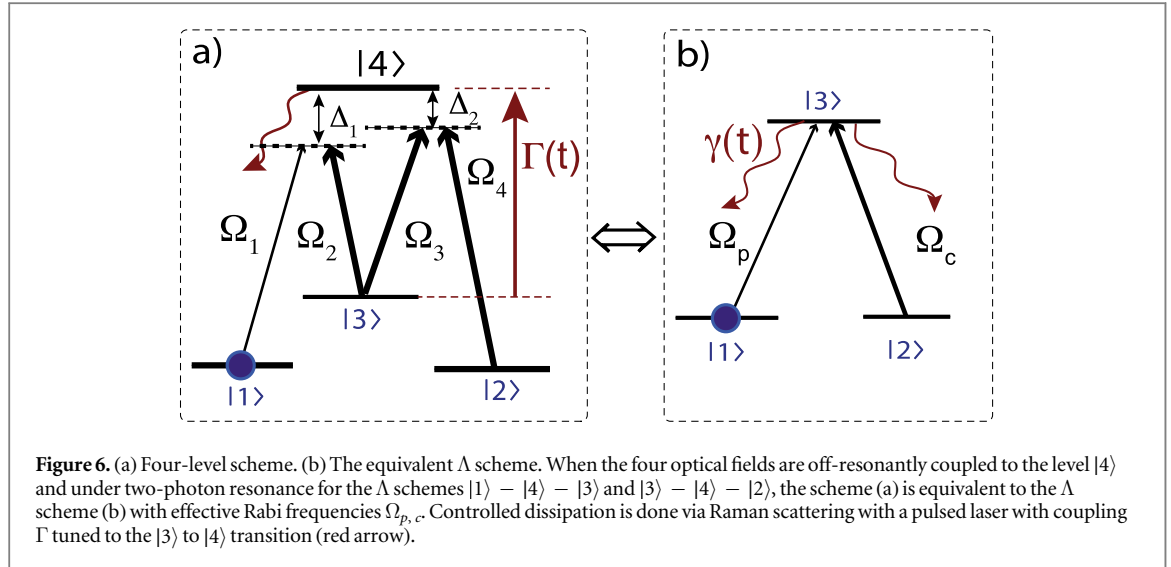 a)
|4⟩
Δ₁
Δ₂
Γ(t)
Ω₁
Ω₂
Ω₃
Ω₄
|3⟩
|1⟩
|2⟩
b)
|3⟩
γ(t)
Ωₚ
Ω_c
|1⟩
|2⟩
Figure 6. (a) Four-level scheme. (b) The equivalent Λ scheme. When the four optical fields are off-resonantly coupled to the level |4⟩
and under two-photon resonance for the Λ schemes |1⟩ − |4⟩ − |3⟩ and |3⟩ − |4⟩ − |2⟩, the scheme (a) is equivalent to the Λ
scheme (b) with effective Rabi frequencies Ω_{p, c}. Controlled dissipation is done via Raman scattering with a pulsed laser with coupling
Γ tuned to the |3⟩ to |4⟩ transition (red arrow).